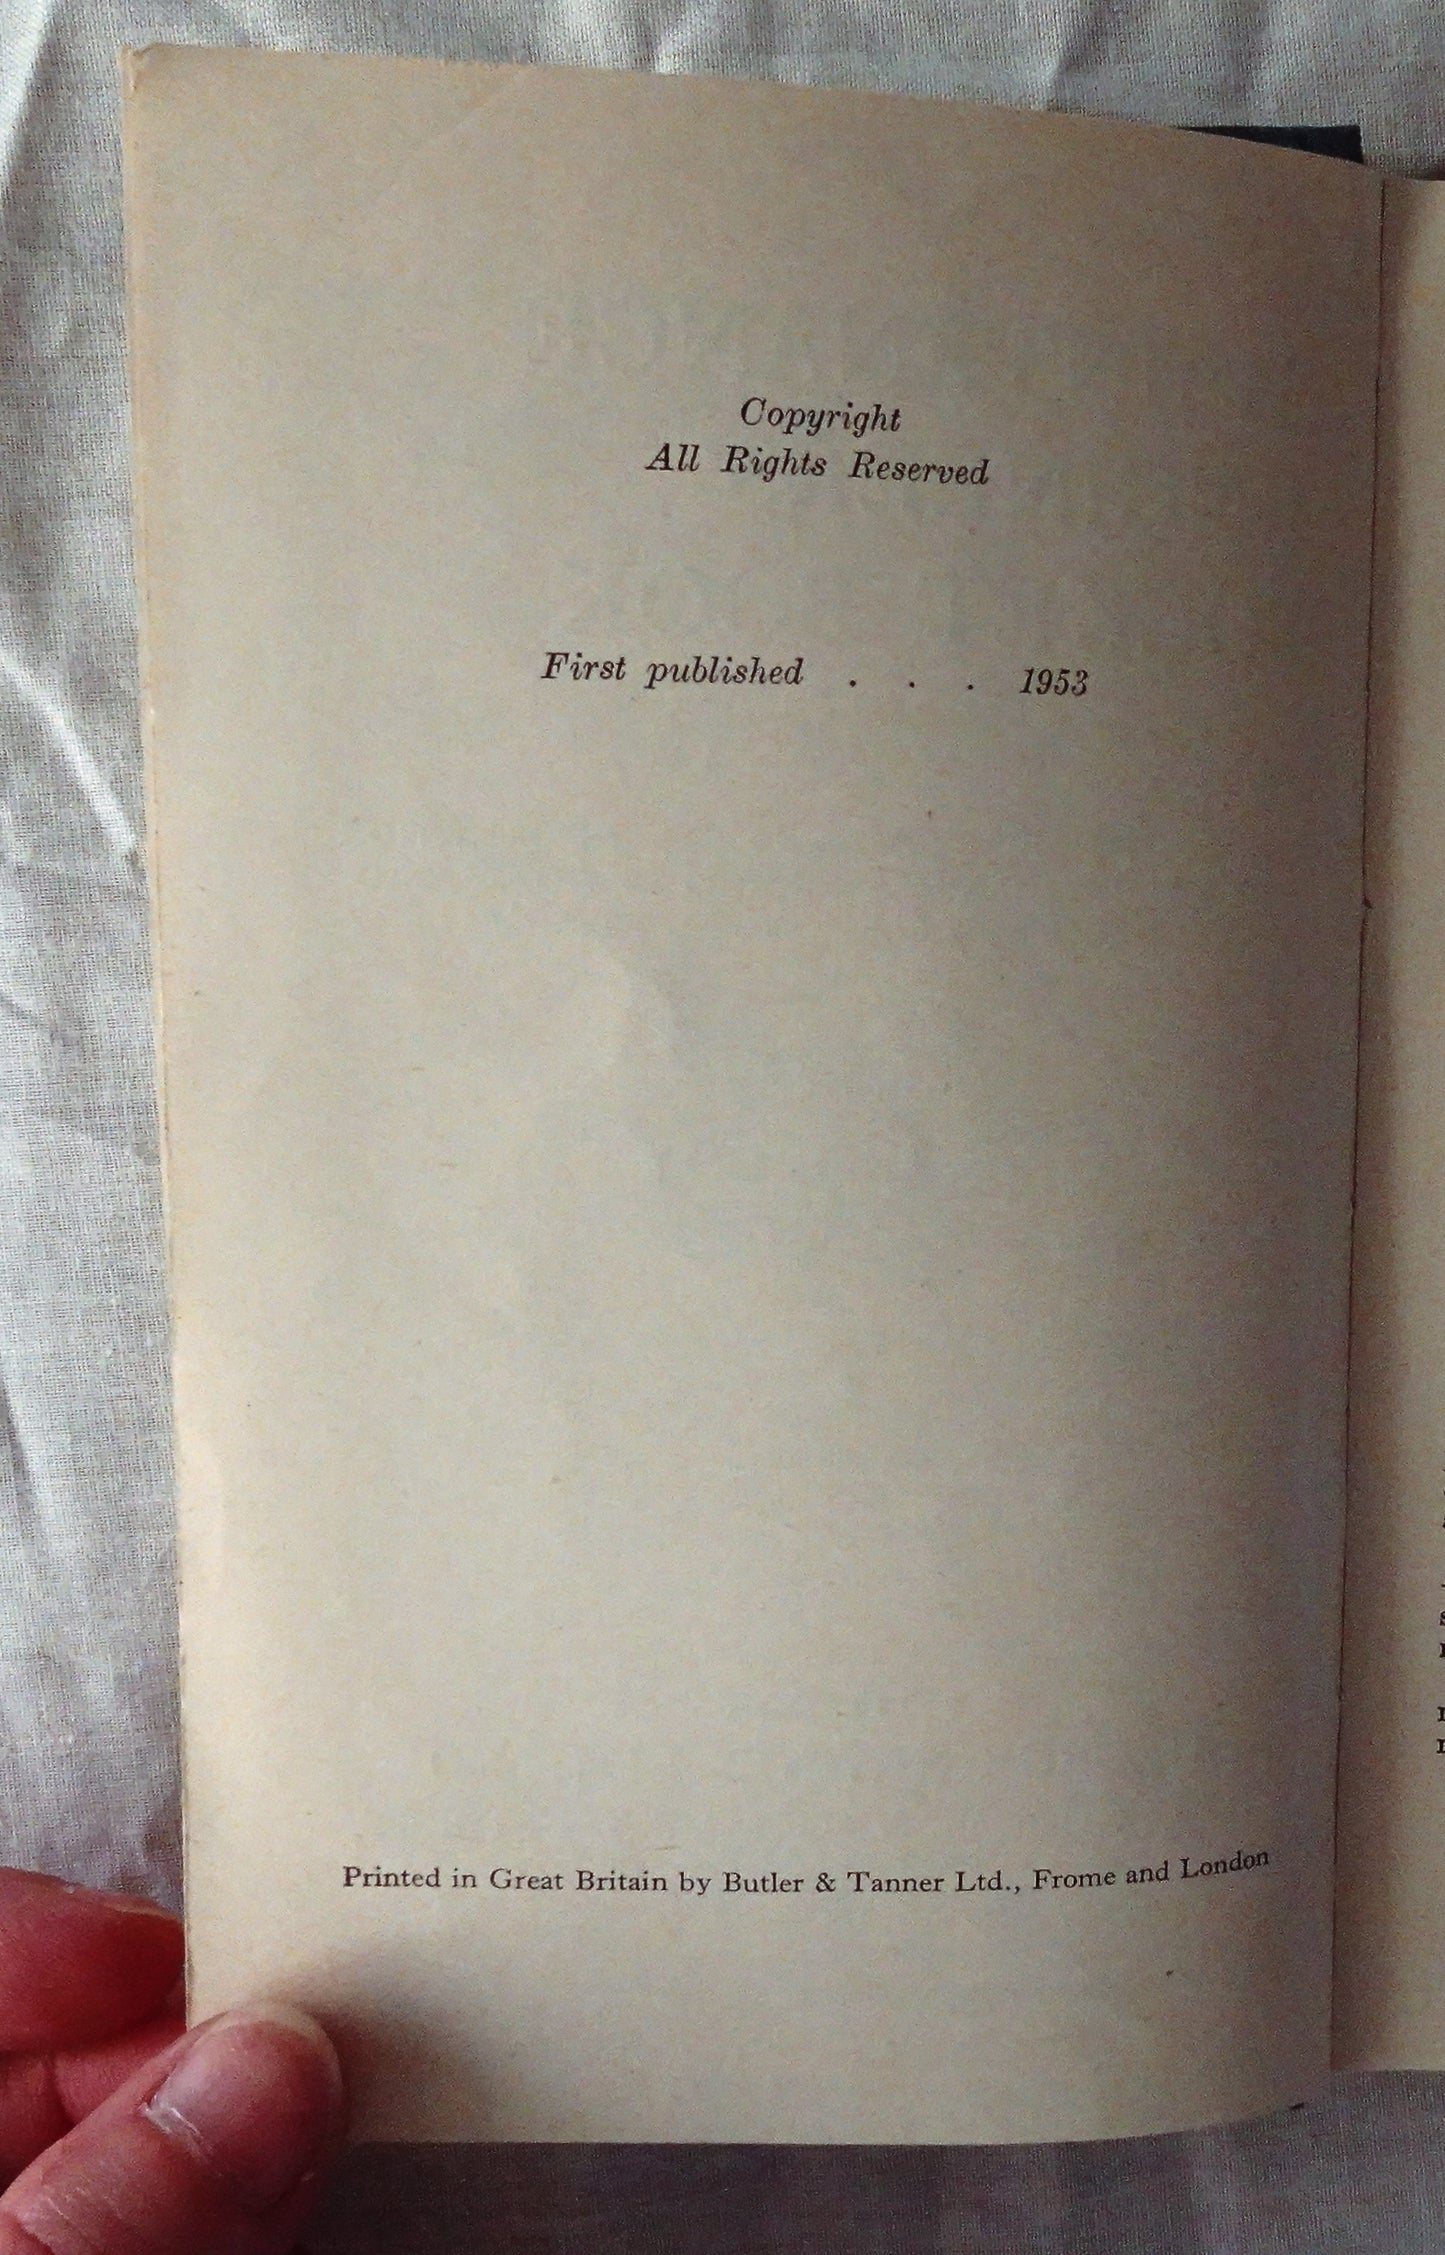 Copyright
All Rights Reserved
First published . . . 1953
Printed in Great Britain by Butler & Tanner Ltd., Frome and London